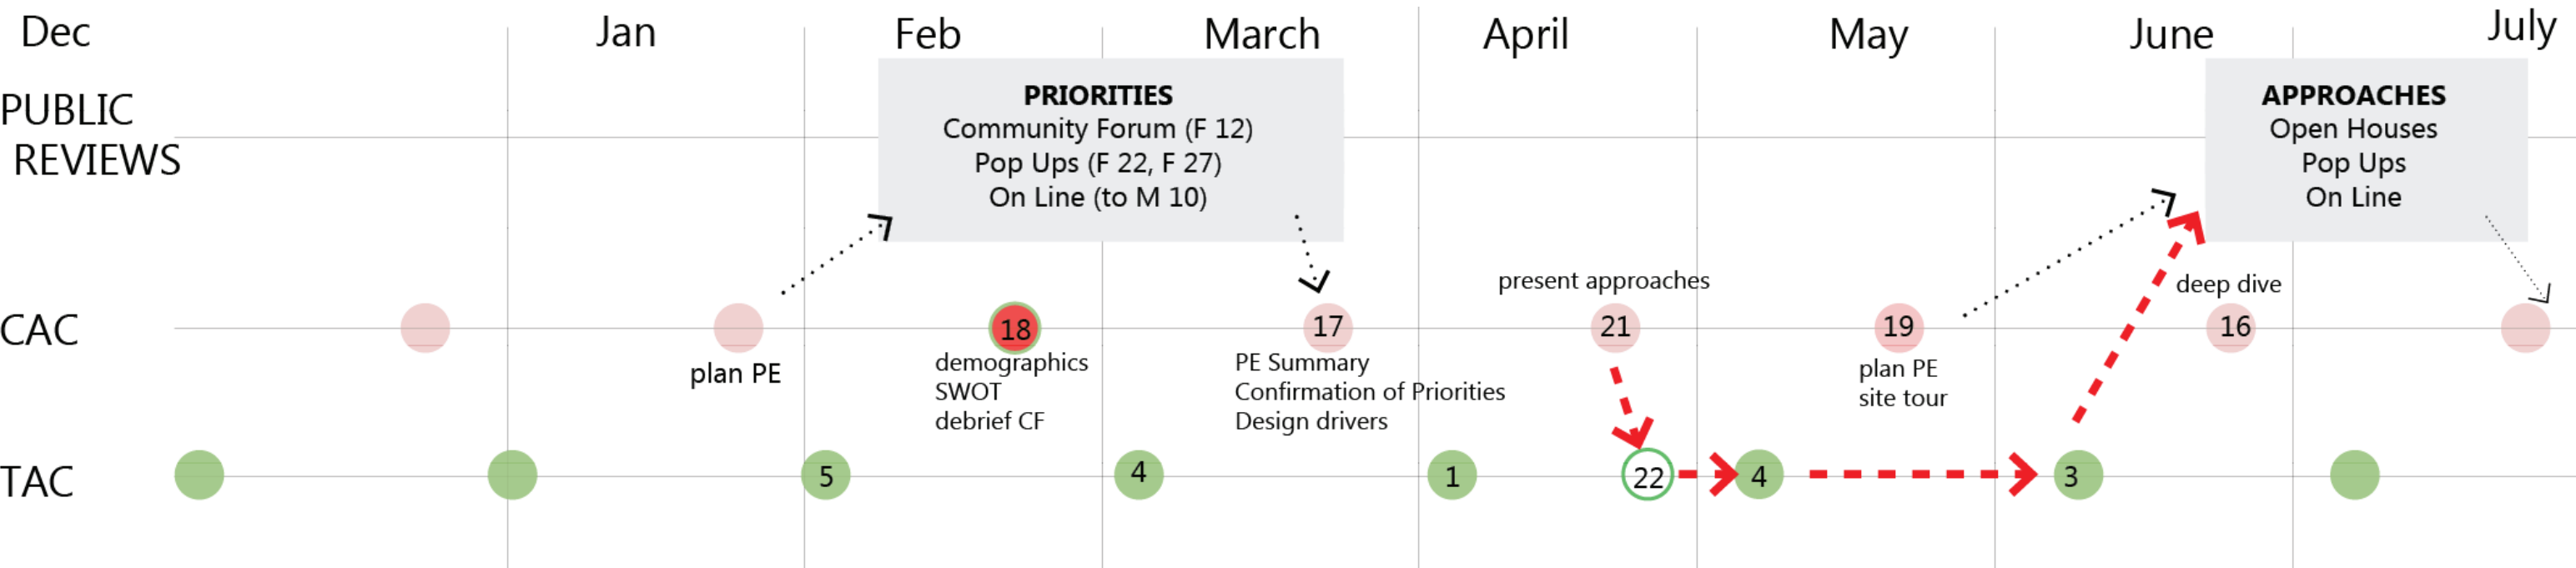 Dec Jan Feb March April May June July
PUBLIC
REVIEWS
PRIORITIES
Community Forum (F 12)
Pop Ups (F 22, F 27)
On Line (to M 10)
APPROACHES
Open Houses
Pop Ups
On Line
present approaches
deep dive
CAC
18 17 21 19 16
plan PE
demographics
SWOT
debrief CF
PE Summary
Confirmation of Priorities
Design drivers
plan PE
site tour
TAC
5 4 1 22 4 3